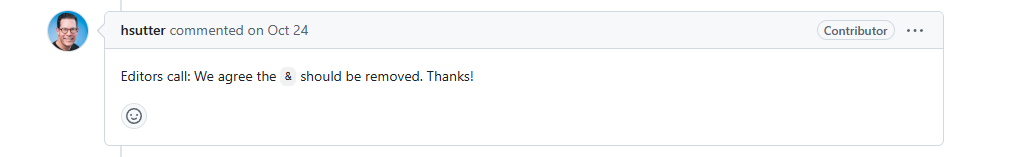 hsutter commented on Oct 24 Contributor
Editors call: We agree the & should be removed. Thanks!